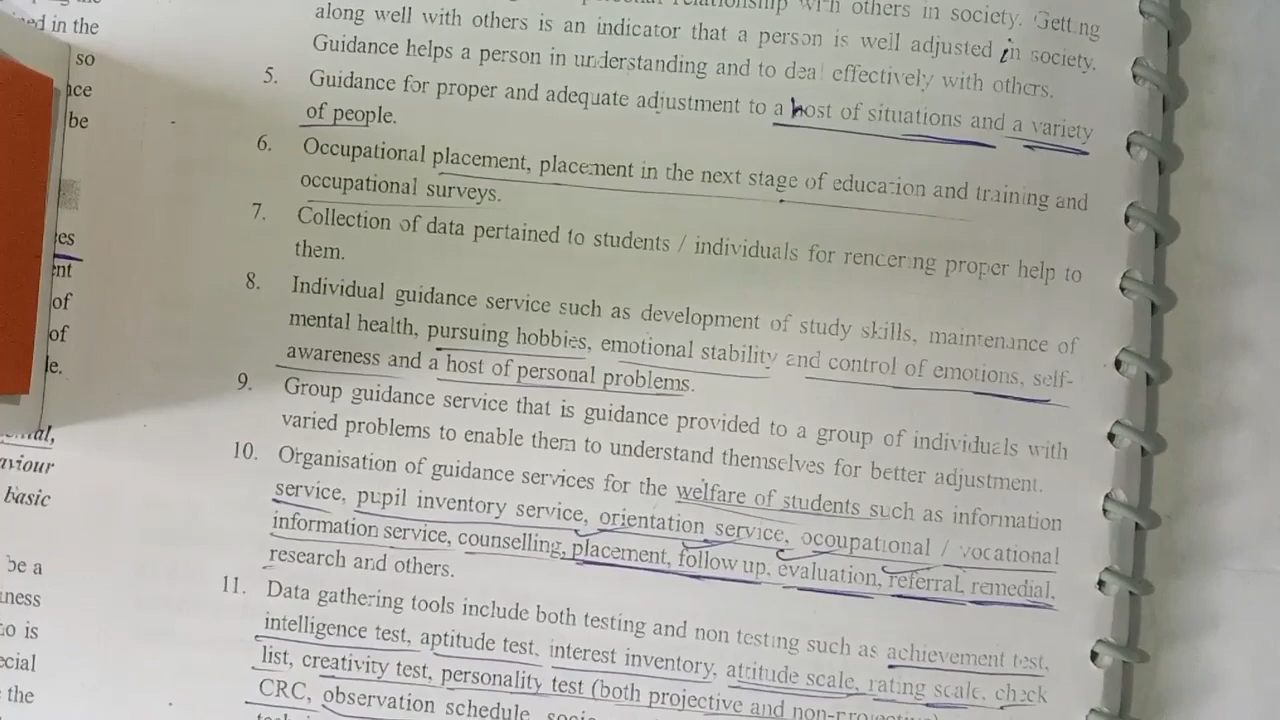 ed in the
so
be
es
ent
of
of
le.
aviour
basic
be a
iness
is
ecial
the
others in society. Getting
along well with others is an indicator that a person is well adjusted in society.
Guidance helps a person in understanding and to deal effectively with others.
5. Guidance for proper and adequate adjustment to a host of situations and a variety
of people.
6. Occupational placement, placement in the next stage of education and training and
occupational surveys.
7. Collection of data pertained to students / individuals for rendering proper help to
them.
8. Individual guidance service such as development of study skills, maintenance of
mental health, pursuing hobbies, emotional stability and control of emotions, self-
awareness and a host of personal problems.
9. Group guidance service that is guidance provided to a group of individuals with
varied problems to enable them to understand themselves for better adjustment.
10. Organisation of guidance services for the welfare of students such as information
service, pupil inventory service, orientation service, occupational / vocational
information service, counselling, placement, follow up, evaluation, referral, remedial,
research and others.
11. Data gathering tools include both testing and non testing such as achievement test,
intelligence test, aptitude test, interest inventory, attitude scale, rating scale, check
list, creativity test, personality test (both projective and non-projective)
CRC, observation schedule,